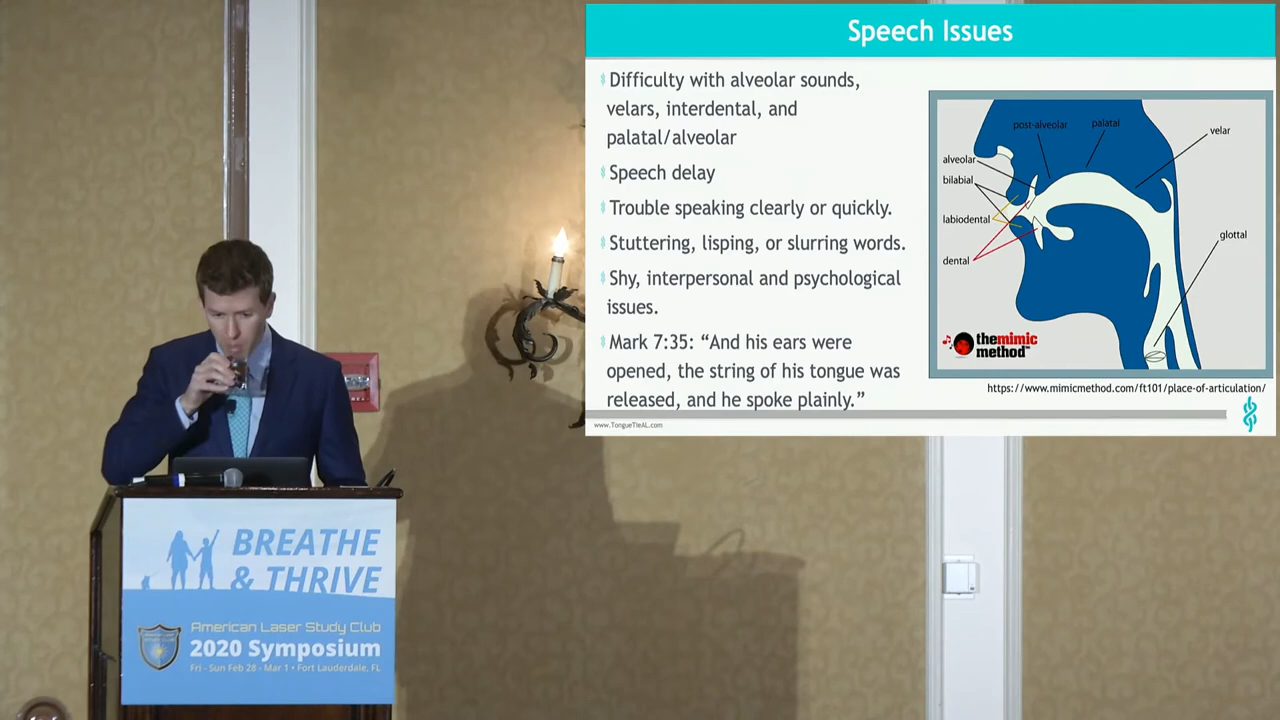 Speech Issues
Difficulty with alveolar sounds,
velars, interdental, and
palatal/alveolar
Speech delay
Trouble speaking clearly or quickly.
Stuttering, lisping, or slurring words.
Shy, interpersonal and psychological
issues.
Mark 7:35: “And his ears were
opened, the string of his tongue was
released, and he spoke plainly.”
www.TongueTieAL.com
post-alveolar
palatal
velar
alveolar
bilabial
labiodental
glottal
dental
themimic
method™
https://www.mimicmethod.com/ft101/place-of-articulation/
BREATHE
& THRIVE
American Laser Study Club
2020 Symposium
Fri - Sun Feb 28 - Mar 1 • Fort Lauderdale, FL